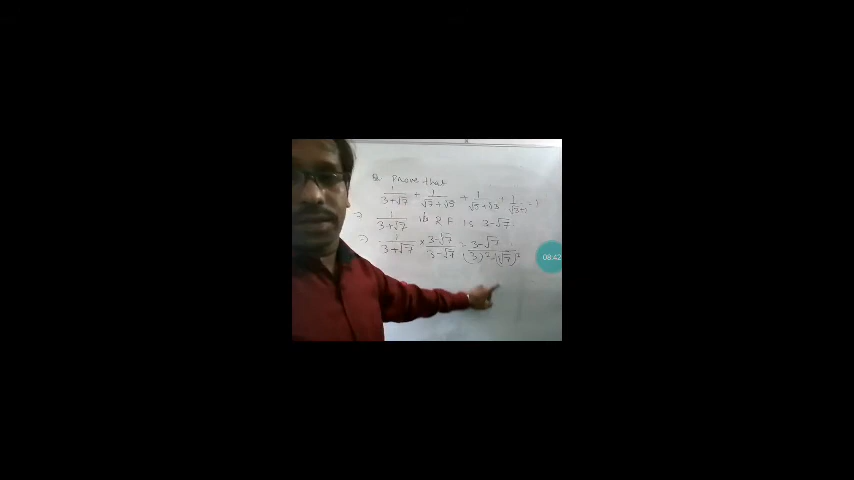 Q Prove that
1/(3+√7) + 1/(√7+√5) + 1/(√5+√3) + 1/(√3+1) = 1
⇒ 1/(3+√7) is R F is 3-√7
⇒ 1/(3+√7) × (3-√7)/(3-√7) = (3-√7)/((3)²-(√7)²)
08:42